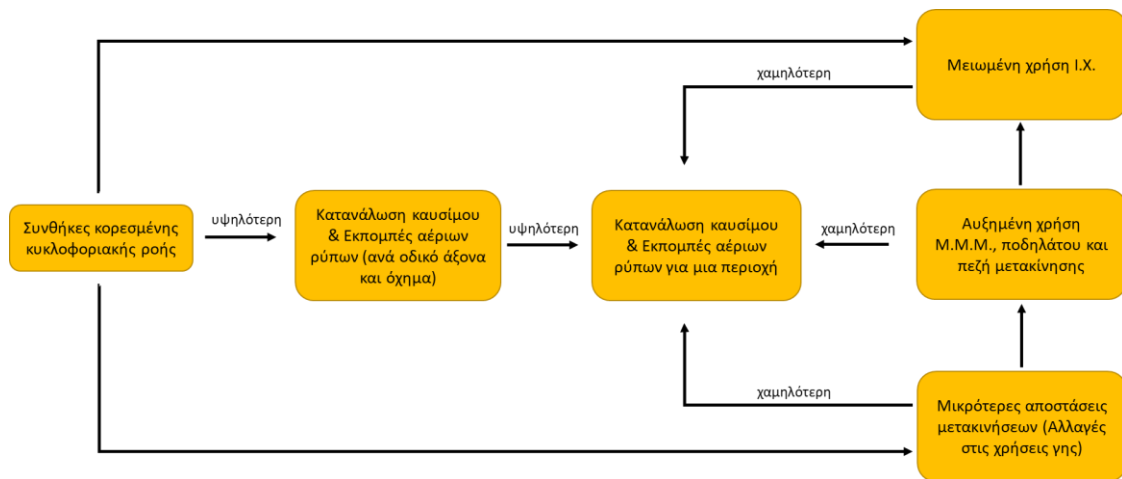 Μειωμένη χρήση Ι.Χ.
χαμηλότερη
Συνθήκες κορεσμένης
κυκλοφοριακής ροής
υψηλότερη
Κατανάλωση καυσίμου
& Εκπομπές αέριων
ρύπων (ανά οδικό άξονα
και όχημα)
υψηλότερη
Κατανάλωση καυσίμου
& Εκπομπές αέριων
ρύπων για μια περιοχή
χαμηλότερη
Αυξημένη χρήση
Μ.Μ.Μ., ποδηλάτου και
πεζή μετακίνησης
χαμηλότερη
Μικρότερες αποστάσεις
μετακινήσεων (Αλλαγές
στις χρήσεις γης)